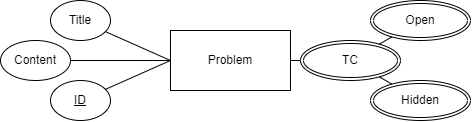 Title
Open
Content
Problem
TC
ID
Hidden